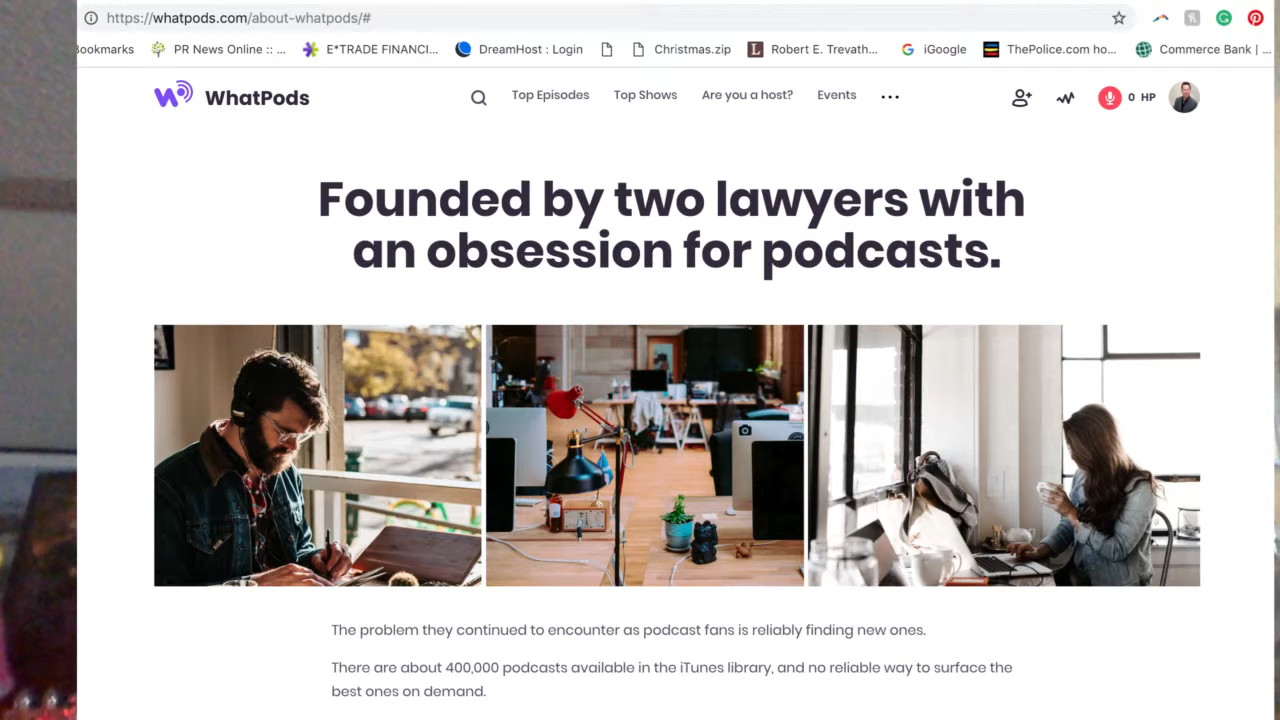 https://whatpods.com/about-whatpods/#
Bookmarks PR News Online :: ... E*TRADE FINANCI... DreamHost : Login Christmas.zip Robert E. Trevath... iGoogle ThePolice.com ho... Commerce Bank | ...
WhatPods Top Episodes Top Shows Are you a host? Events ... 0 HP
Founded by two lawyers with
an obsession for podcasts.
The problem they continued to encounter as podcast fans is reliably finding new ones.
There are about 400,000 podcasts available in the iTunes library, and no reliable way to surface the
best ones on demand.